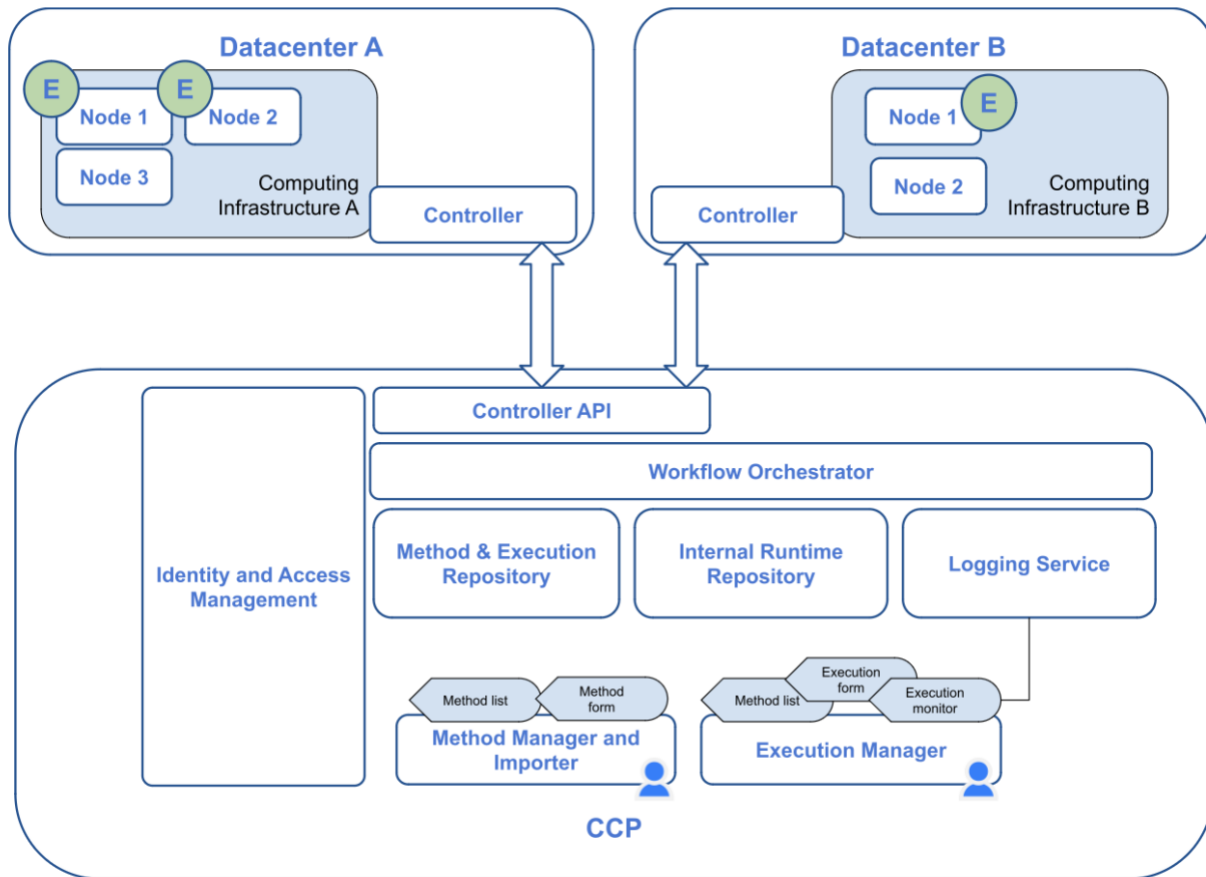 Datacenter A
E
E
Node 1
Node 2
Node 3
Computing
Infrastructure A
Controller
Datacenter B
E
Node 1
Node 2
Computing
Infrastructure B
Controller
Controller API
Workflow Orchestrator
Identity and Access
Management
Method & Execution
Repository
Internal Runtime
Repository
Logging Service
Method list
Method
form
Method Manager and
Importer
Method list
Execution
form
Execution
monitor
Execution Manager
CCP